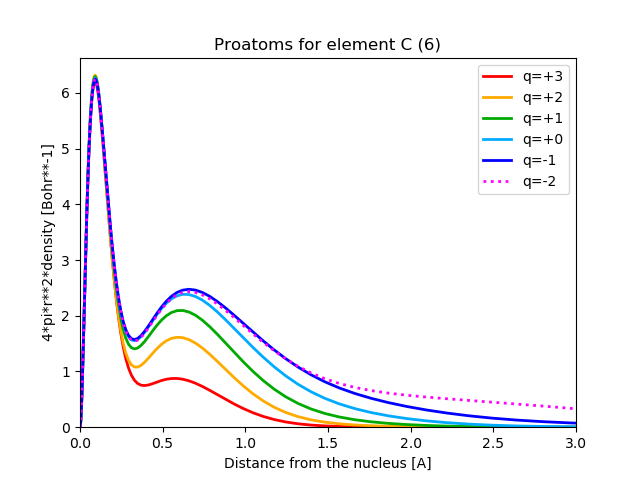 Proatoms for element C (6)
4*pi*r**2*density [Bohr**-1]
6
5
4
3
2
1
0
0.0 0.5 1.0 1.5 2.0 2.5 3.0
Distance from the nucleus [A]
q=+3
q=+2
q=+1
q=+0
q=-1
q=-2